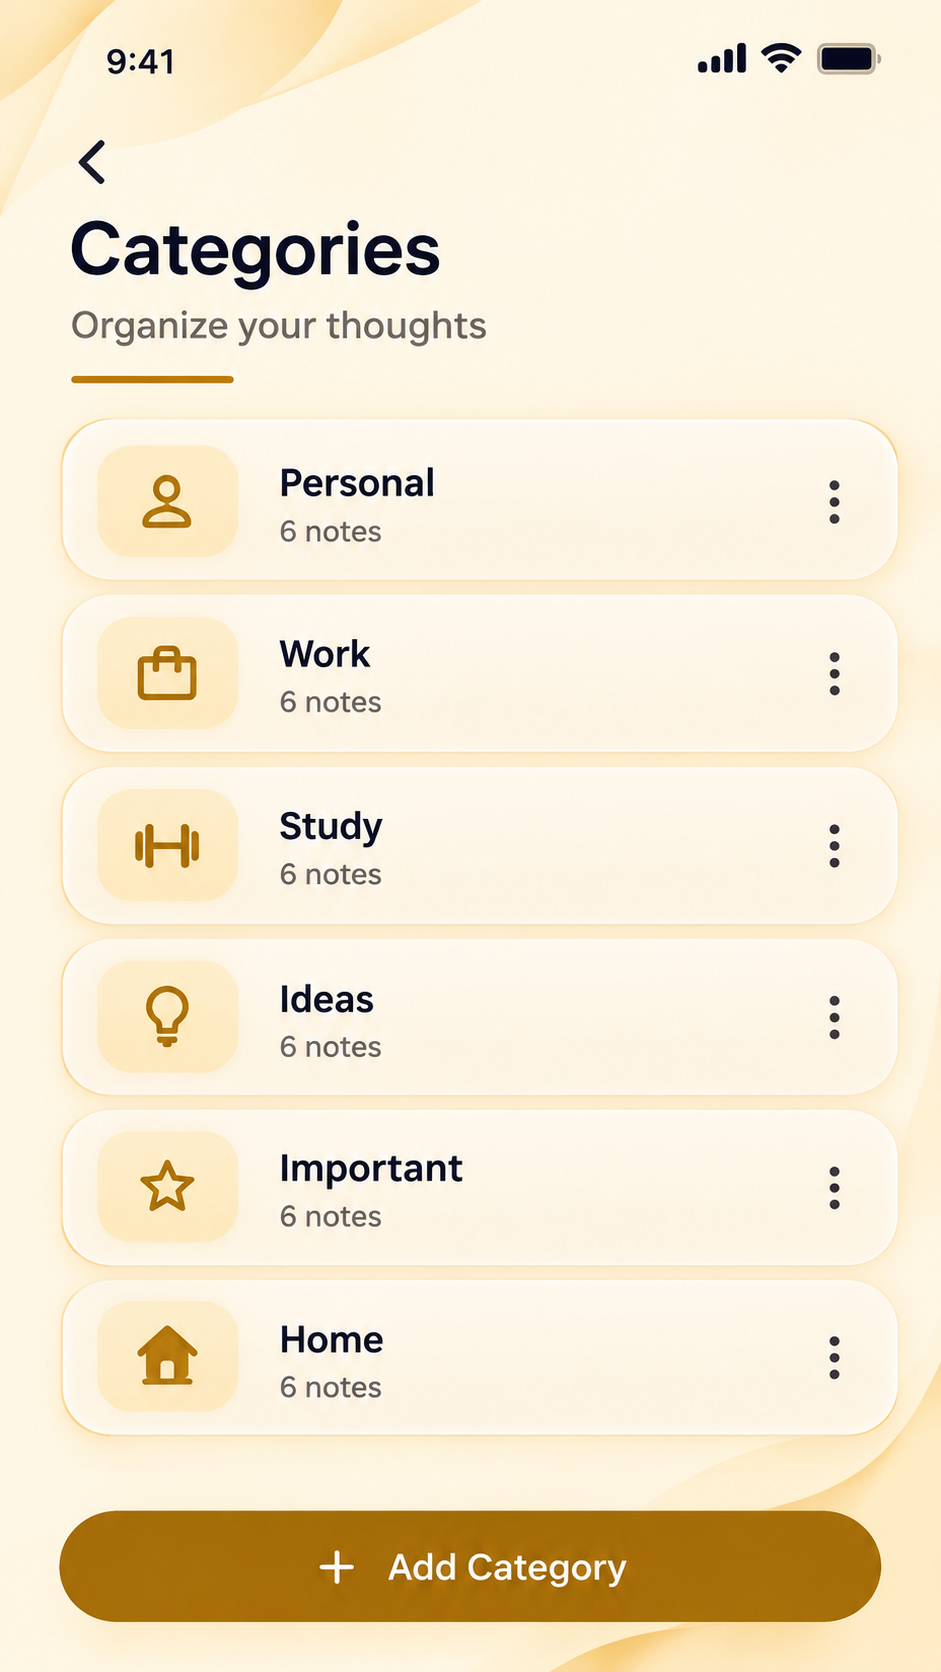 9:41
Categories
Organize your thoughts
Personal
6 notes
Work
6 notes
Study
6 notes
Ideas
6 notes
Important
6 notes
Home
6 notes
+ Add Category